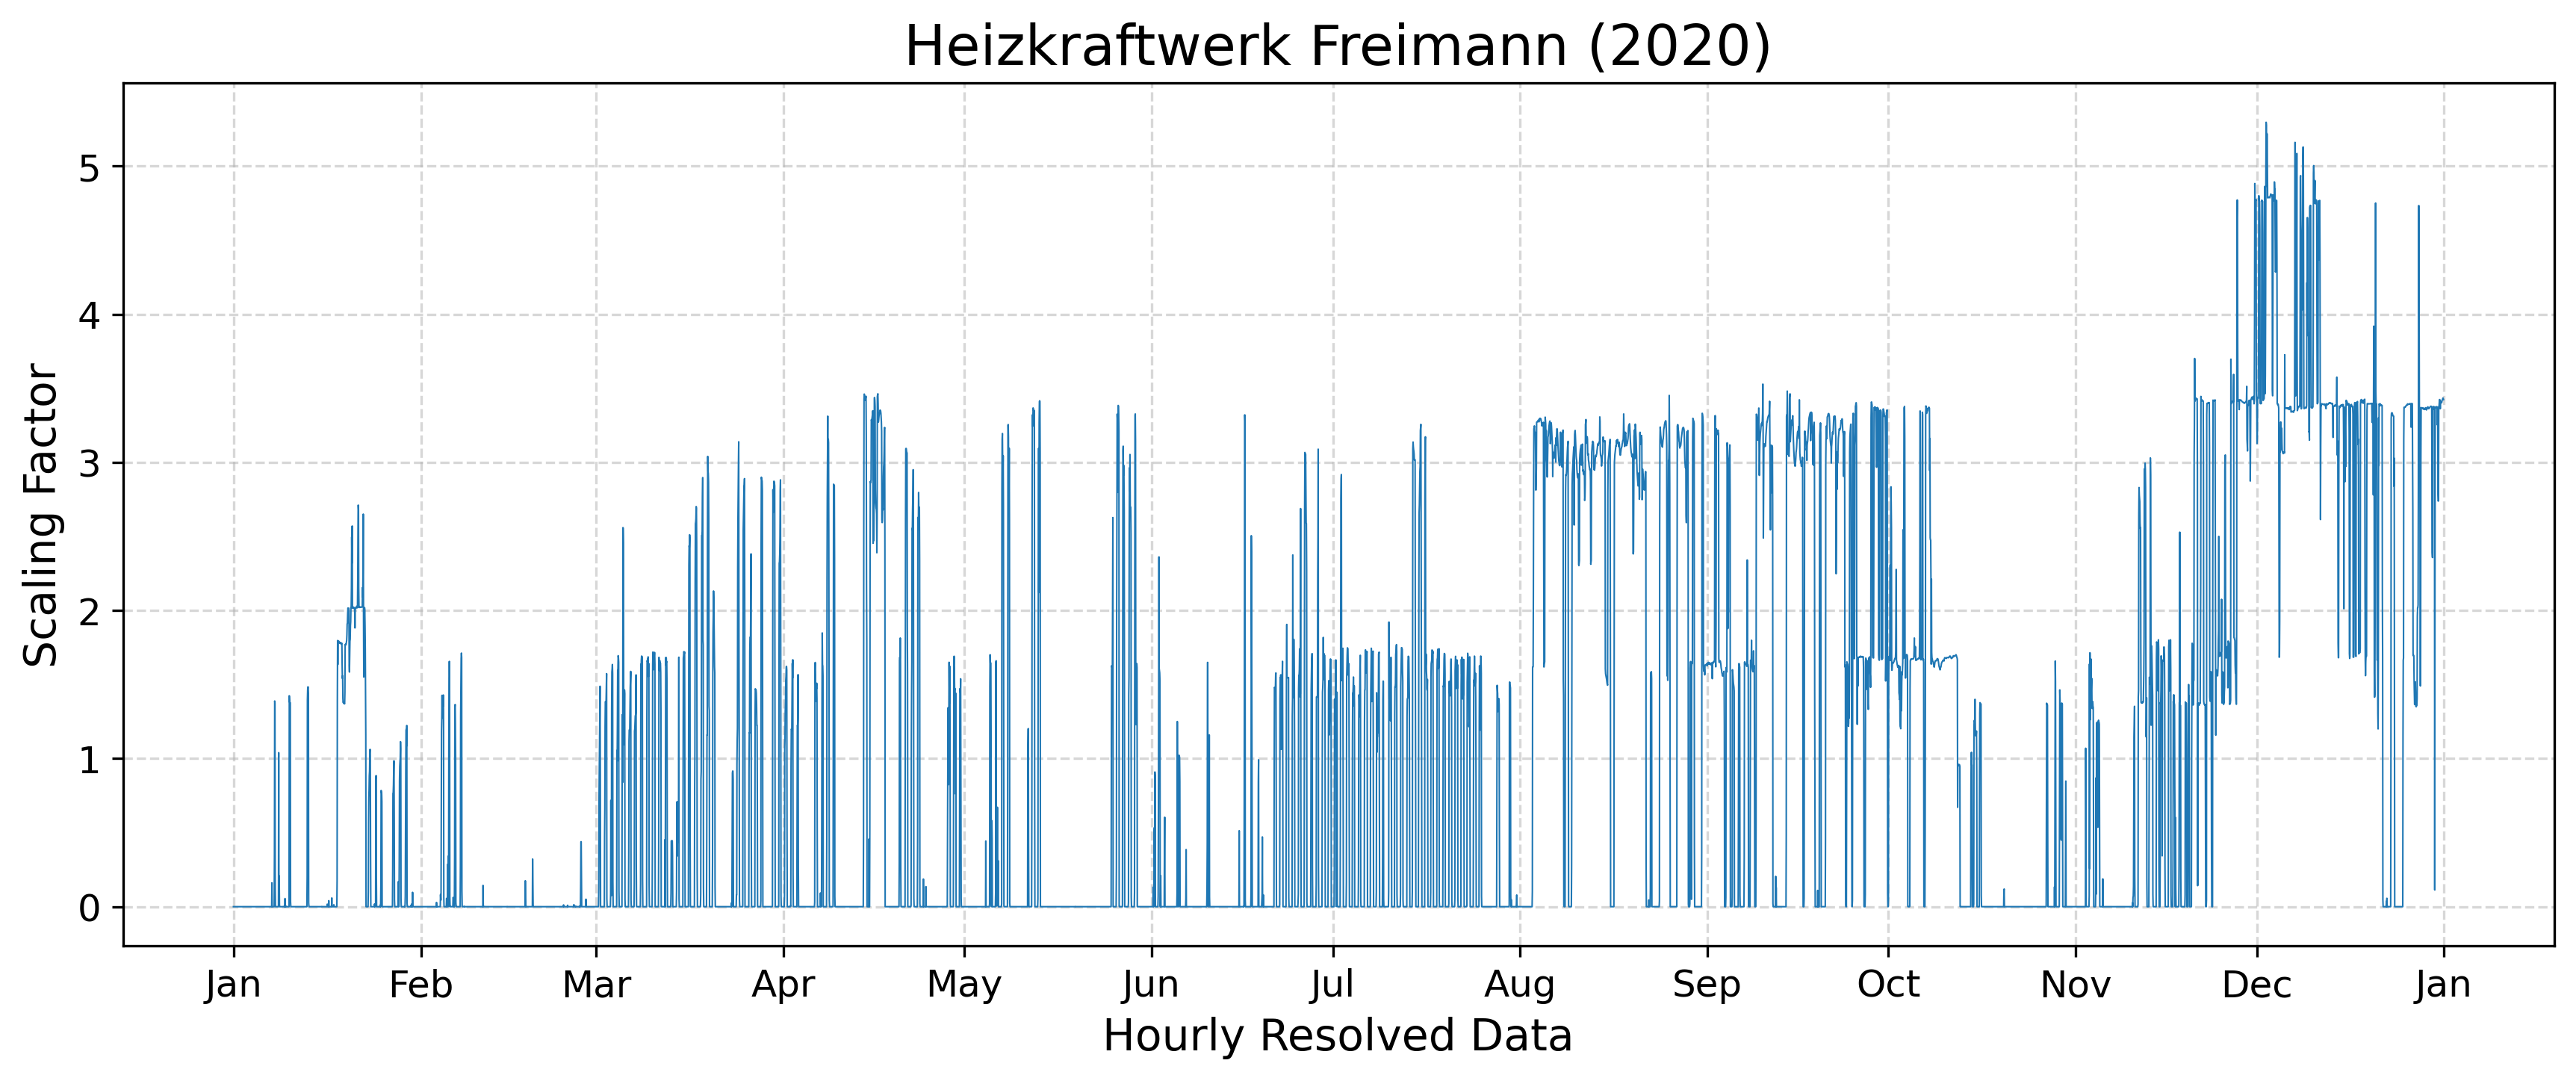 Heizkraftwerk Freimann (2020)
Scaling Factor
5
4
3
2
1
0
Jan Feb Mar Apr May Jun Jul Aug Sep Oct Nov Dec Jan
Hourly Resolved Data